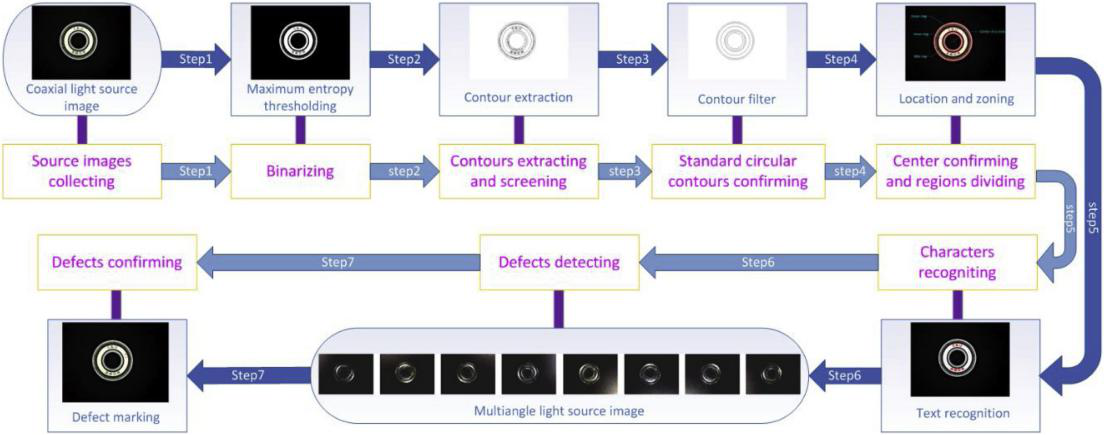 Step1
Step2
Step3
Step4
Coaxial light source
image
Maximum entropy
thresholding
Contour extraction
Contour filter
Location and zoning
Source images
collecting
Step1
Binarizing
step2
Contours extracting
and screening
step3
Standard circular
contours confirming
step4
Center confirming
and regions dividing
step5
step5
Defects confirming
Step7
Defects detecting
Step6
Characters
recogniting
Defect marking
Step7
Multiangle light source image
Step6
Text recognition